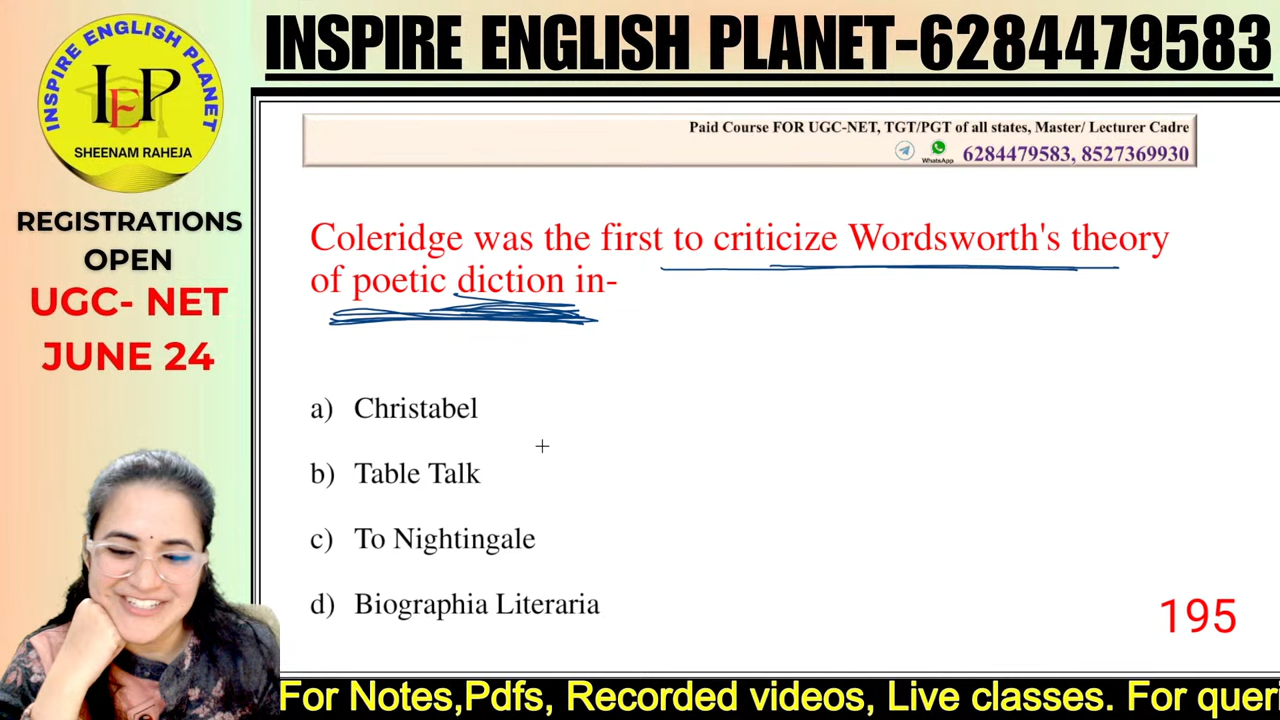 INSPIRE ENGLISH PLANET
IEP
SHEENAM RAHEJA
REGISTRATIONS
OPEN
UGC- NET
JUNE 24
INSPIRE ENGLISH PLANET-6284479583
Paid Course FOR UGC-NET, TGT/PGT of all states, Master/ Lecturer Cadre
WhatsApp 6284479583, 8527369930
Coleridge was the first to criticize Wordsworth's theory
of poetic diction in-
a) Christabel
b) Table Talk
c) To Nightingale
d) Biographia Literaria
195
For Notes,Pdfs, Recorded videos, Live classes. For quer